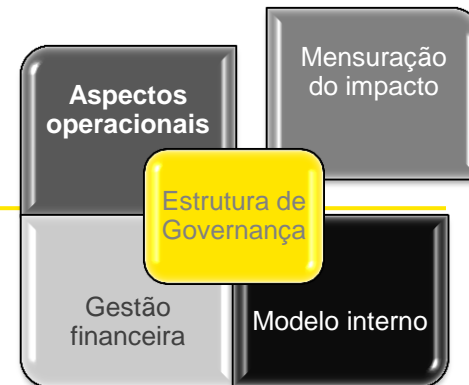 Aspectos
operacionais
Mensuração
do impacto
Estrutura de
Governança
Gestão
financeira
Modelo interno